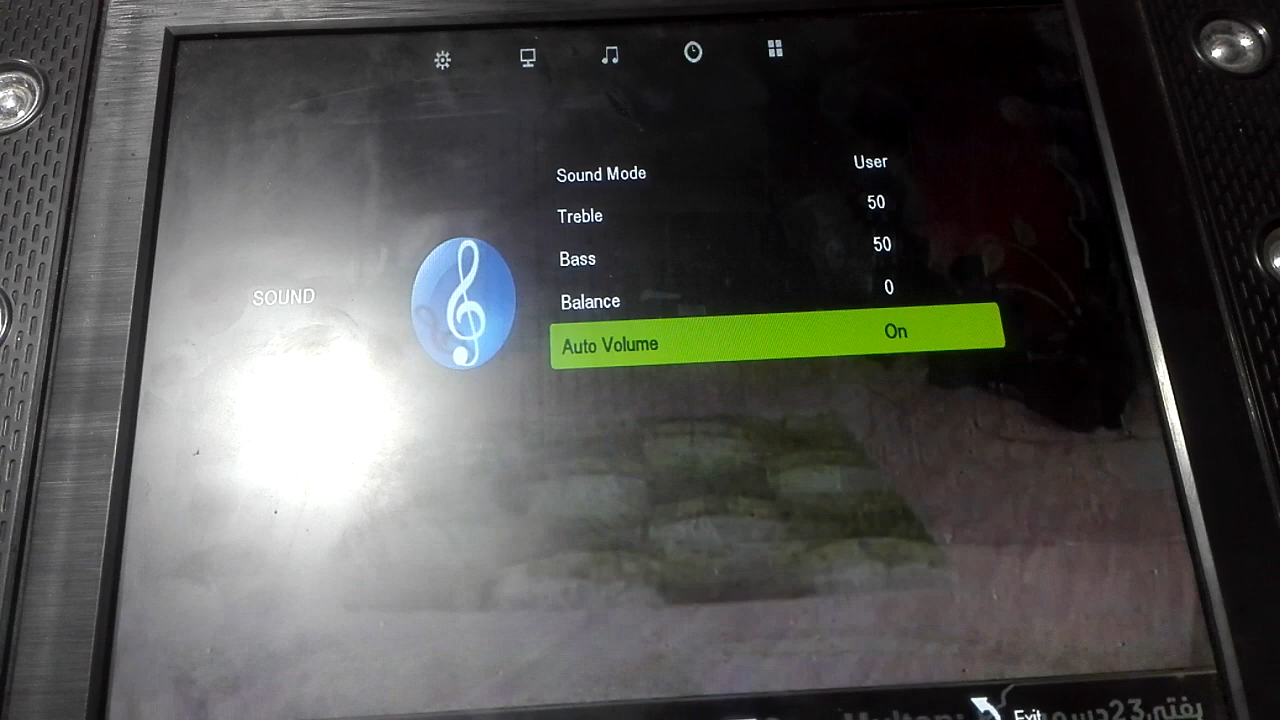 SOUND
Sound Mode User
Treble 50
Bass 50
Balance 0
Auto Volume On
Exit